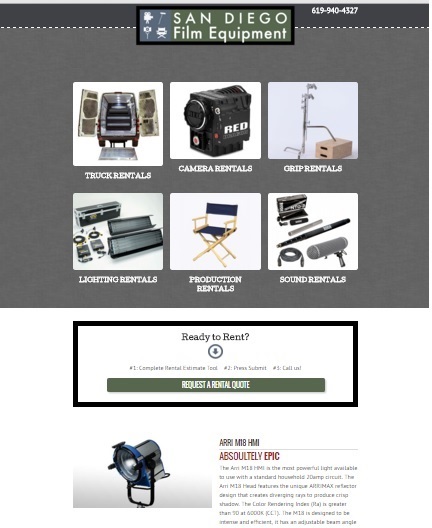 619-940-4327
SAN DIEGO
Film Equipment
RED
TRUCK RENTALS
CAMERA RENTALS
GRIP RENTALS
LIGHTING RENTALS
PRODUCTION
RENTALS
SOUND RENTALS
Ready to Rent?
#1: Complete Rental Estimate Tool #2: Press Submit #3: Call us!
REQUEST A RENTAL QUOTE
ARRI M18 HMI
ABSOULTELY EPIC
The Arri M18 HMI is the most powerful light available
to use with a standard household 20amp circuit. The
Arri M18 Head features the unique ARRIMAX reflector
design that creates diverging rays to produce crisp
shadow. The Color Rendering Index (Ra) is greater
than 90 at 6000K (CCT). The M18 is designed to be
intense and efficient, it has an adjustable beam angle